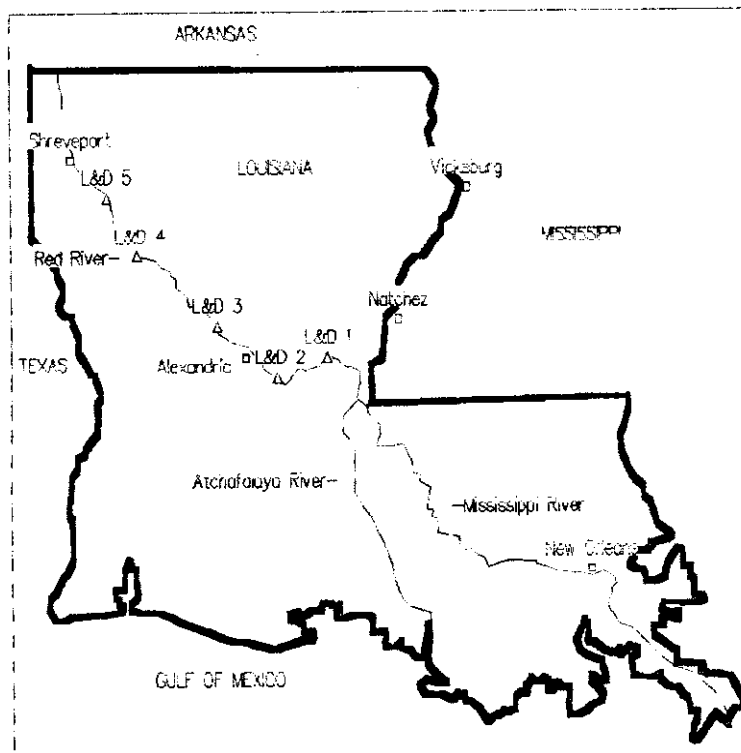 ARKANSAS
Shreveport
LOUISIANA
Vicksburg
L&D 5
L&D 4
MISSISSIPPI
Red River
Natchez
L&D 3
L&D 1
TEXAS
Alexandria
L&D 2
Atchafalaya River
Mississippi River
New Orleans
GULF OF MEXICO